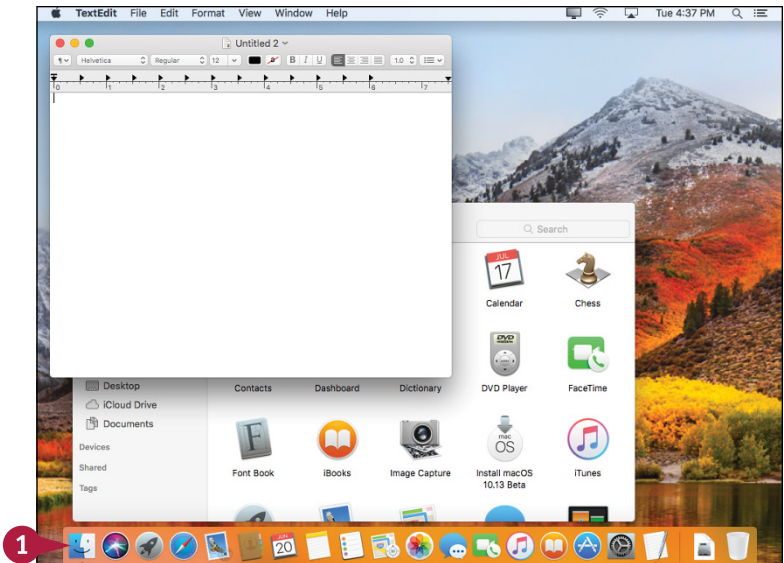 TextEdit File Edit Format View Window Help Tue 4:37 PM
Untitled 2
¶ Helvetica Regular 12 B I U 1.0
0 1 2 3 4 5 6 7
Search
JUL
17
Calendar Chess
DVD
DVD Player FaceTime
Desktop
Contacts Dashboard Dictionary
iCloud Drive
Documents
Devices
Shared
Tags
F
mac
OS
Font Book iBooks Image Capture Install macOS
10.13 Beta
iTunes
1
JUN
20